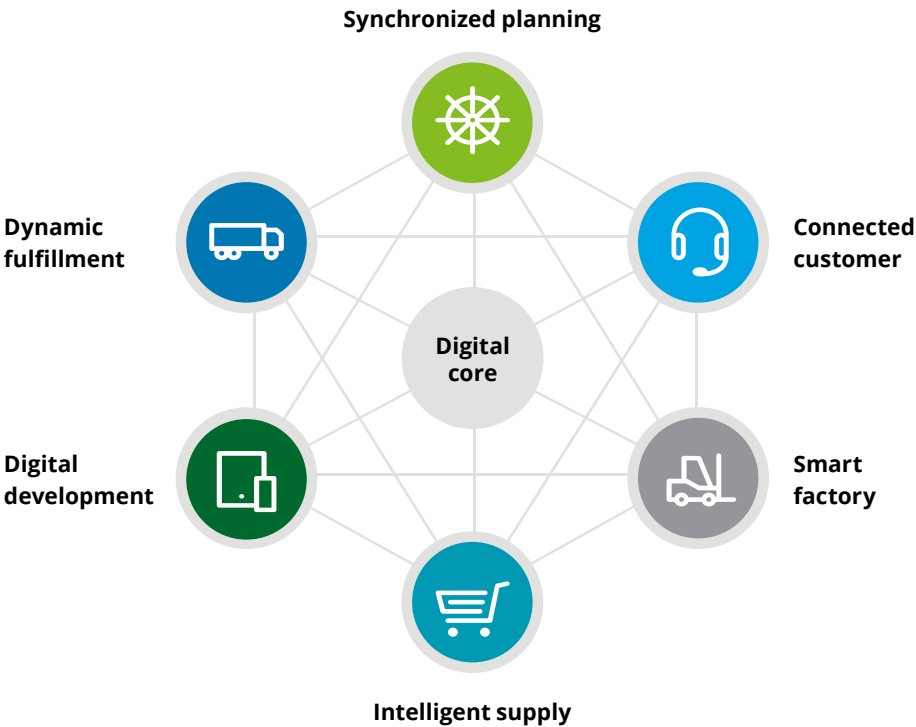 Synchronized planning
Dynamic
fulfillment
Connected
customer
Digital
core
Digital
development
Smart
factory
Intelligent supply